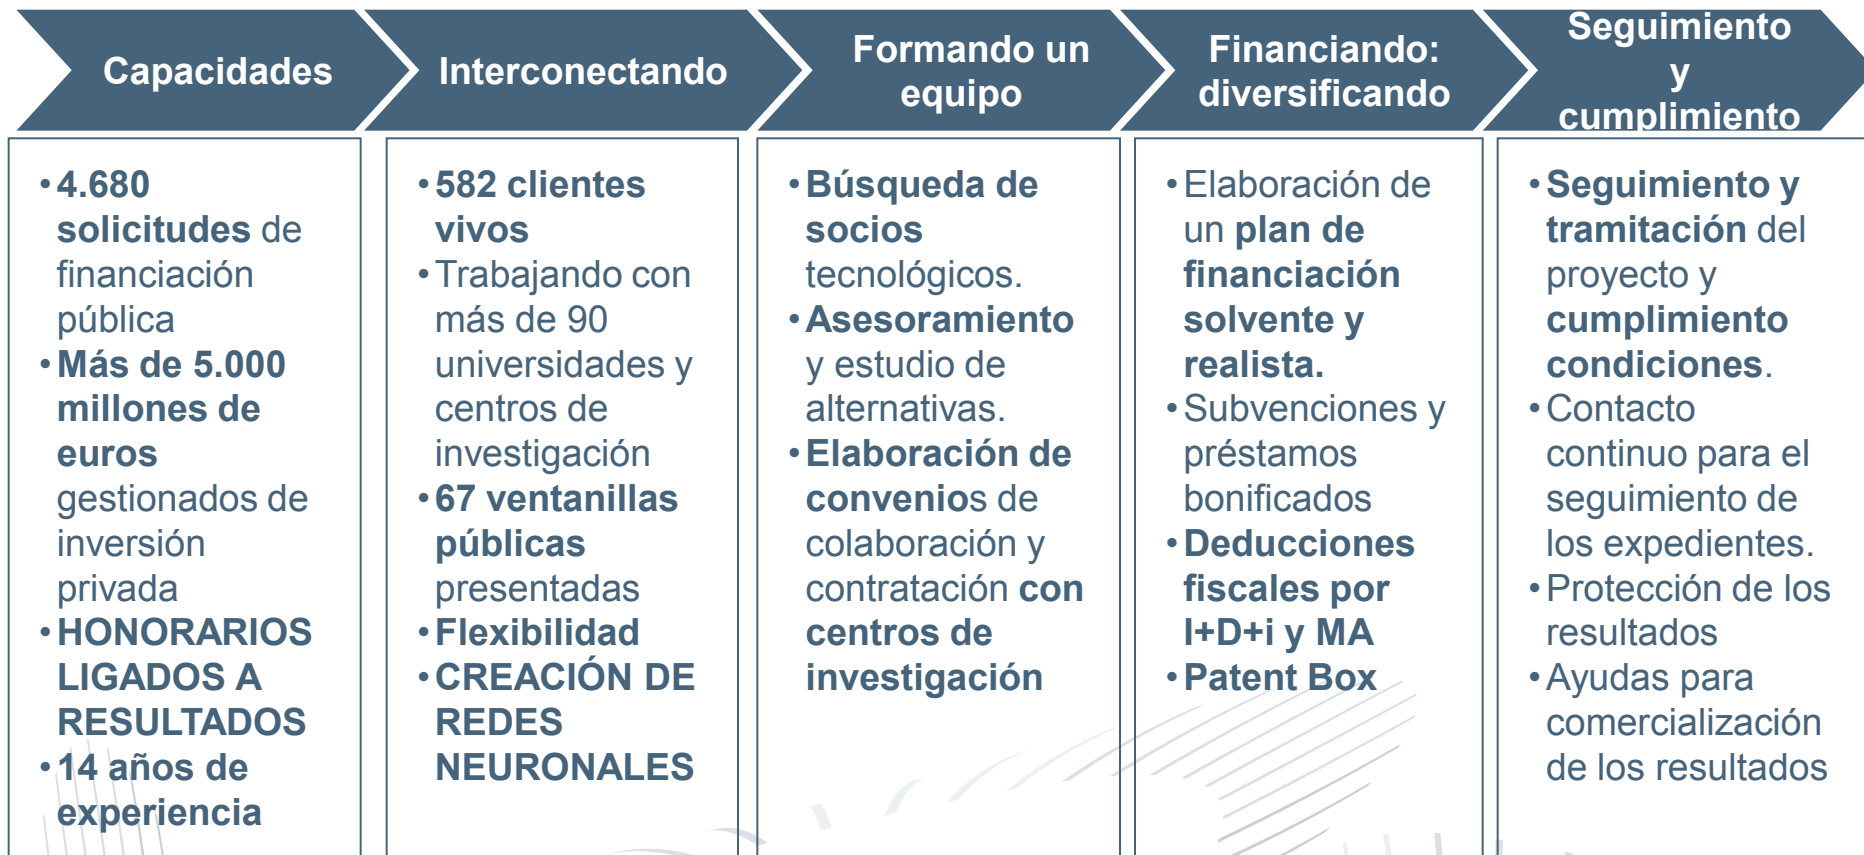 Capacidades
Interconectando
Formando un
equipo
Financiando:
diversificando
Seguimiento
y
cumplimiento
•4.680
solicitudes de
financiación
pública
•Más de 5.000
millones de
euros
gestionados de
inversión
privada
•HONORARIOS
LIGADOS A
RESULTADOS
•14 años de
experiencia
•582 clientes
vivos
•Trabajando con
más de 90
universidades y
centros de
investigación
•67 ventanillas
públicas
presentadas
•Flexibilidad
•CREACIÓN DE
REDES
NEURONALES
•Búsqueda de
socios
tecnológicos.
•Asesoramiento
y estudio de
alternativas.
•Elaboración de
convenios de
colaboración y
contratación con
centros de
investigación
•Elaboración de
un plan de
financiación
solvente y
realista.
•Subvenciones y
préstamos
bonificados
•Deducciones
fiscales por
I+D+i y MA
•Patent Box
•Seguimiento y
tramitación del
proyecto y
cumplimiento
condiciones.
•Contacto
continuo para el
seguimiento de
los expedientes.
•Protección de los
resultados
•Ayudas para
comercialización
de los resultados